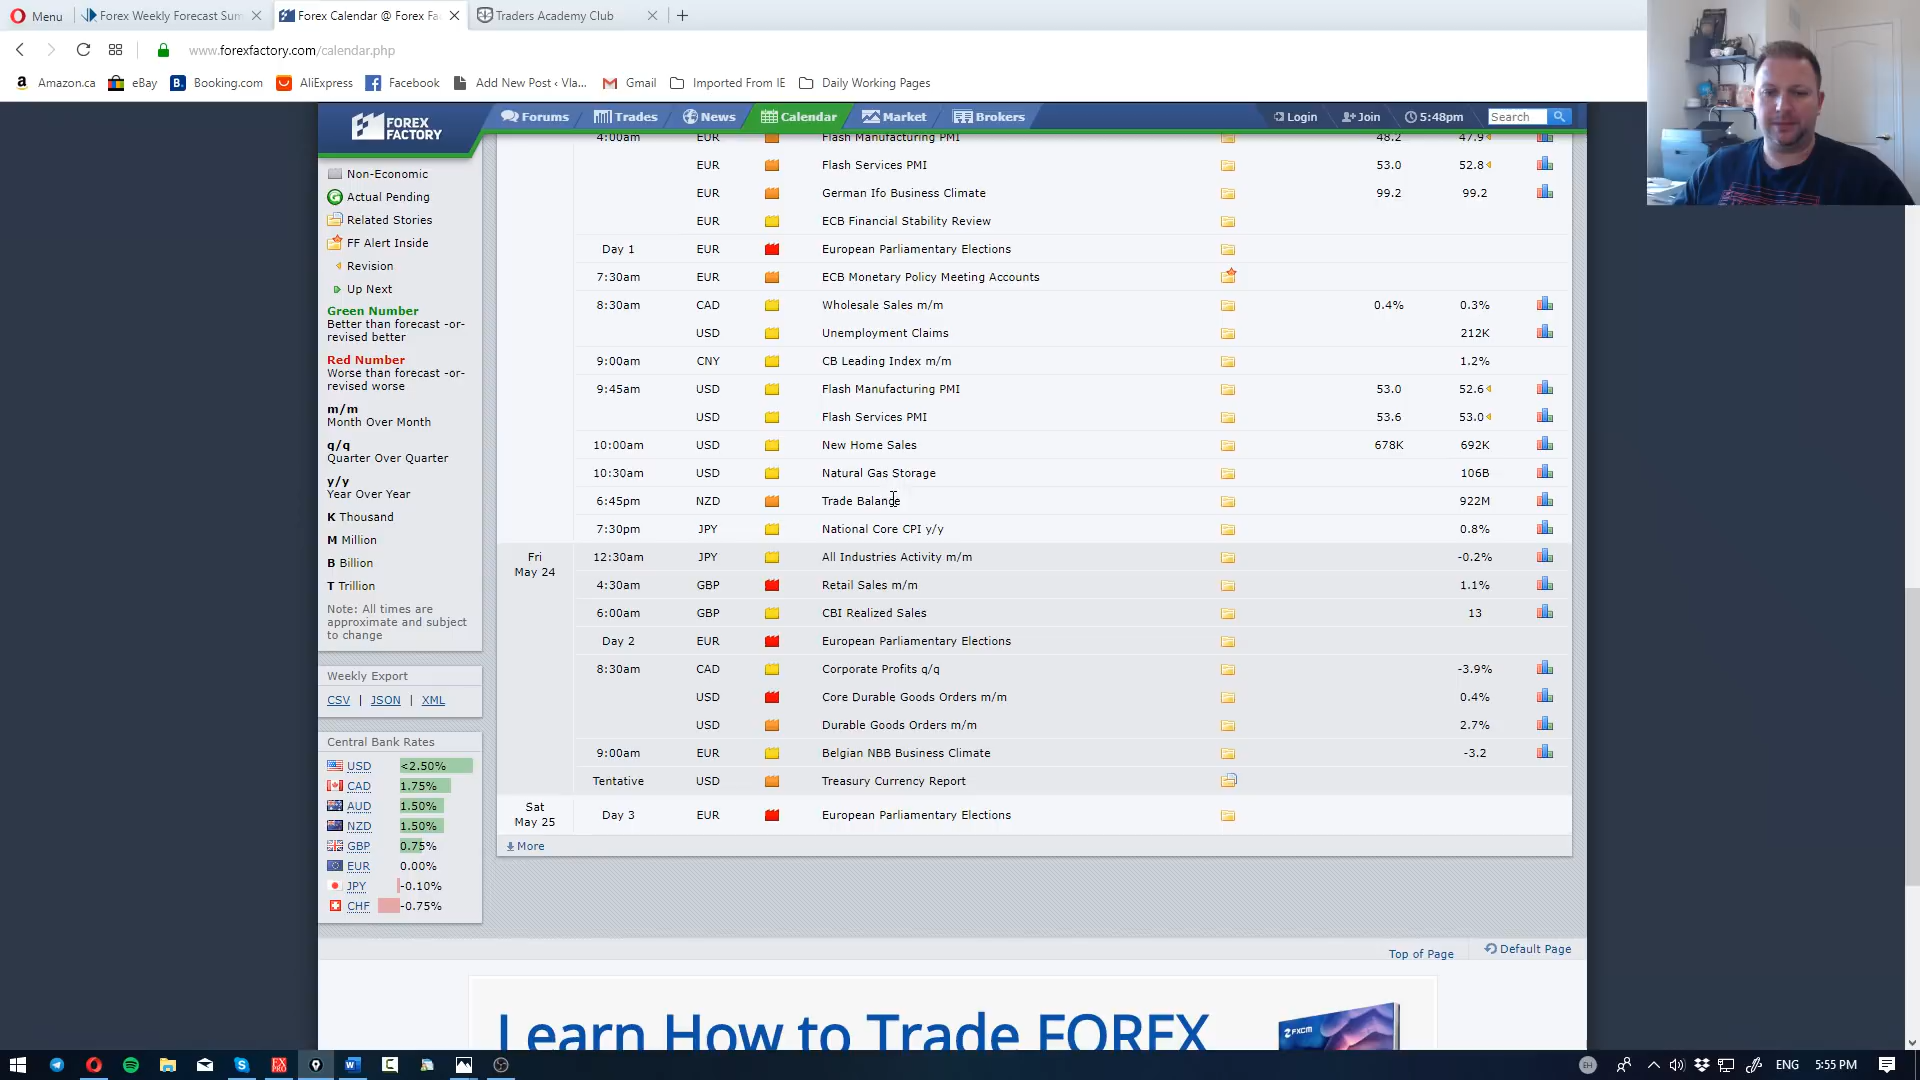 Menu
Forex Weekly Forecast Sum
Forex Calendar @ Forex Fa
Traders Academy Club
www.forexfactory.com/calendar.php
Amazon.ca
eBay
Booking.com
AliExpress
Facebook
Add New Post ‹ Vla...
Gmail
Imported From IE
Daily Working Pages
FOREX
FACTORY
Forums
Trades
News
Calendar
Market
Brokers
Login
Join
5:48pm
Search
Non-Economic
Actual Pending
Related Stories
FF Alert Inside
Revision
Up Next
Green Number
Better than forecast -or-
revised better
Red Number
Worse than forecast -or-
revised worse
m/m
Month Over Month
q/q
Quarter Over Quarter
y/y
Year Over Year
K Thousand
M Million
B Billion
T Trillion
Note: All times are
approximate and subject
to change
Weekly Export
CSV | JSON | XML
Central Bank Rates
USD <2.50%
CAD 1.75%
AUD 1.50%
NZD 1.50%
GBP 0.75%
EUR 0.00%
JPY -0.10%
CHF -0.75%
4:00am EUR Flash Manufacturing PMI 48.2 47.9
EUR Flash Services PMI 53.0 52.8
EUR German Ifo Business Climate 99.2 99.2
EUR ECB Financial Stability Review
Day 1 EUR European Parliamentary Elections
7:30am EUR ECB Monetary Policy Meeting Accounts
8:30am CAD Wholesale Sales m/m 0.4% 0.3%
USD Unemployment Claims 212K
9:00am CNY CB Leading Index m/m 1.2%
9:45am USD Flash Manufacturing PMI 53.0 52.6
USD Flash Services PMI 53.6 53.0
10:00am USD New Home Sales 678K 692K
10:30am USD Natural Gas Storage 106B
6:45pm NZD Trade Balance 922M
7:30pm JPY National Core CPI y/y 0.8%
Fri
May 24
12:30am JPY All Industries Activity m/m -0.2%
4:30am GBP Retail Sales m/m 1.1%
6:00am GBP CBI Realized Sales 13
Day 2 EUR European Parliamentary Elections
8:30am CAD Corporate Profits q/q -3.9%
USD Core Durable Goods Orders m/m 0.4%
USD Durable Goods Orders m/m 2.7%
9:00am EUR Belgian NBB Business Climate -3.2
Tentative USD Treasury Currency Report
Sat
May 25
Day 3 EUR European Parliamentary Elections
More
Top of Page
Default Page
Learn How to Trade FOREX
FXCM
ENG
5:55 PM